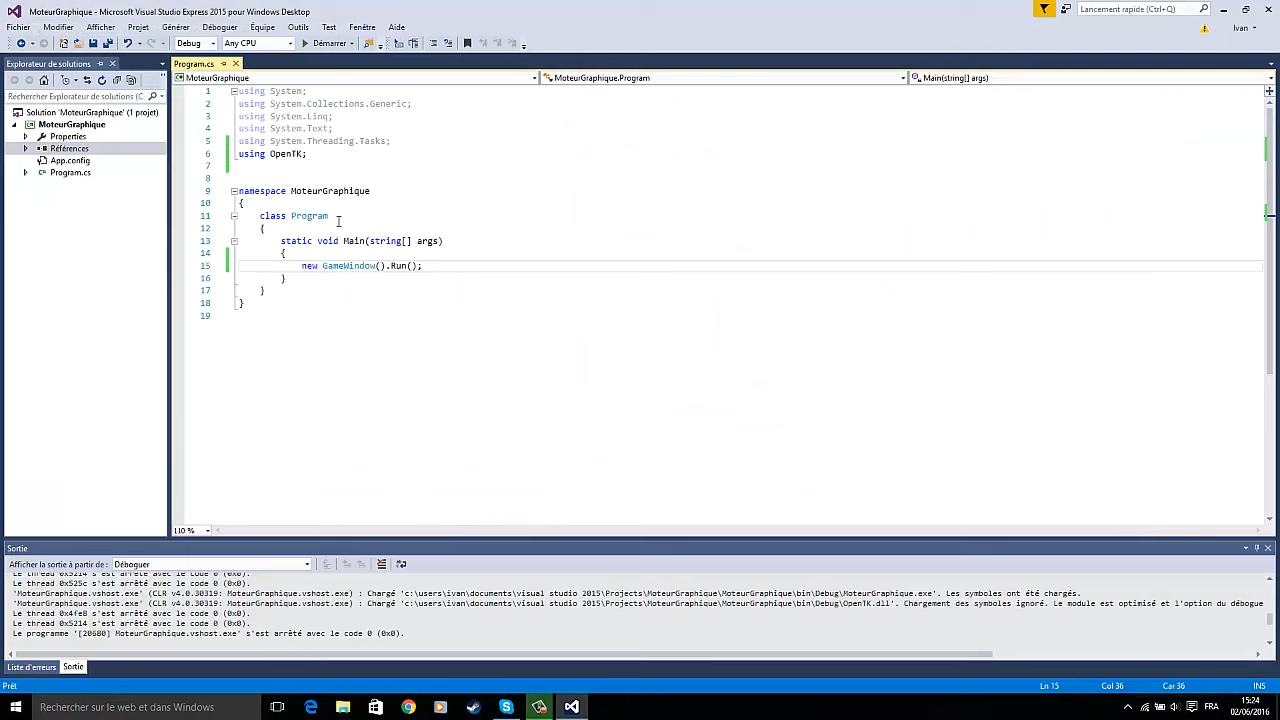 MoteurGraphique - Microsoft Visual Studio Express 2015 pour Windows Desktop
Lancement rapide (Ctrl+Q)
Fichier Modifier Afficher Projet Générer Déboguer Équipe Outils Test Fenêtre Aide
Ivan
Debug Any CPU Démarrer
Explorateur de solutions
Program.cs
MoteurGraphique
MoteurGraphique.Program
Main(string[] args)
Rechercher Explorateur de solutions (C
Solution 'MoteurGraphique' (1 projet)
MoteurGraphique
Properties
Références
App.config
Program.cs
1 using System;
2 using System.Collections.Generic;
3 using System.Linq;
4 using System.Text;
5 using System.Threading.Tasks;
6 using OpenTK;
7
8
9 namespace MoteurGraphique
10 {
11 class Program
12 {
13 static void Main(string[] args)
14 {
15 new GameWindow().Run();
16 }
17 }
18 }
19
110 %
Sortie
Afficher la sortie à partir de : Déboguer
Le thread 0x5214 s'est arrêté avec le code 0 (0x0).
Le thread 0x525c s'est arrêté avec le code 0 (0x0).
'MoteurGraphique.vshost.exe' (CLR v4.0.30319: MoteurGraphique.vshost.exe) : Chargé 'c:\users\ivan\documents\visual studio 2015\Projects\MoteurGraphique\MoteurGraphique\bin\Debug\MoteurGraphique.exe'. Les symboles ont été chargés.
'MoteurGraphique.vshost.exe' (CLR v4.0.30319: MoteurGraphique.vshost.exe) : Chargé 'c:\users\ivan\documents\visual studio 2015\Projects\MoteurGraphique\MoteurGraphique\bin\Debug\OpenTK.dll'. Chargement des symboles ignoré. Le module est optimisé et l'option du débogue
Le thread 0x4fe8 s'est arrêté avec le code 0 (0x0).
Le thread 0x5214 s'est arrêté avec le code 0 (0x0).
Le programme '[20680] MoteurGraphique.vshost.exe' s'est arrêté avec le code 0 (0x0).
Liste d'erreurs Sortie
Prêt
Ln 15 Col 36 Car 36 INS
Rechercher sur le web et dans Windows
FRA
15:24
02/06/2016